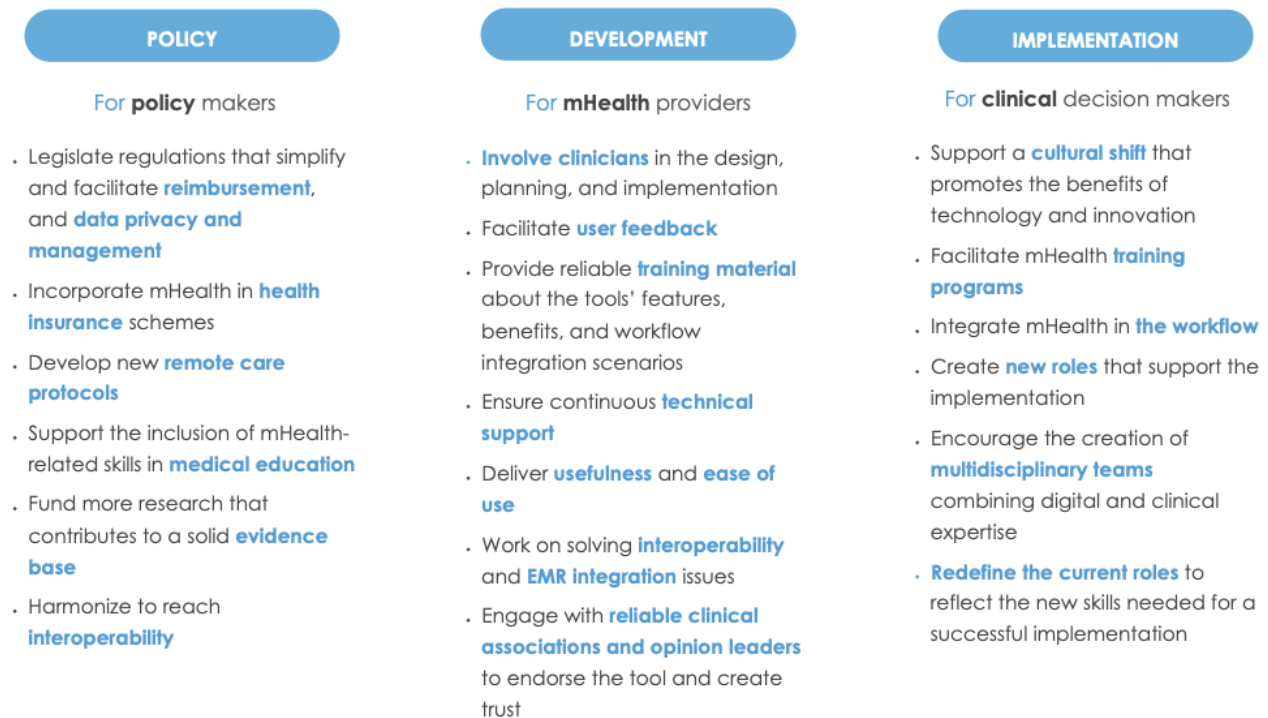 POLICY
For policy makers
. Legislate regulations that simplify
and facilitate reimbursement,
and data privacy and
management
. Incorporate mHealth in health
insurance schemes
. Develop new remote care
protocols
. Support the inclusion of mHealth-
related skills in medical education
. Fund more research that
contributes to a solid evidence
base
. Harmonize to reach
interoperability
DEVELOPMENT
For mHealth providers
. Involve clinicians in the design,
planning, and implementation
. Facilitate user feedback
. Provide reliable training material
about the tools’ features,
benefits, and workflow
integration scenarios
. Ensure continuous technical
support
. Deliver usefulness and ease of
use
. Work on solving interoperability
and EMR integration issues
. Engage with reliable clinical
associations and opinion leaders
to endorse the tool and create
trust
IMPLEMENTATION
For clinical decision makers
. Support a cultural shift that
promotes the benefits of
technology and innovation
. Facilitate mHealth training
programs
. Integrate mHealth in the workflow
. Create new roles that support the
implementation
. Encourage the creation of
multidisciplinary teams
combining digital and clinical
expertise
. Redefine the current roles to
reflect the new skills needed for a
successful implementation